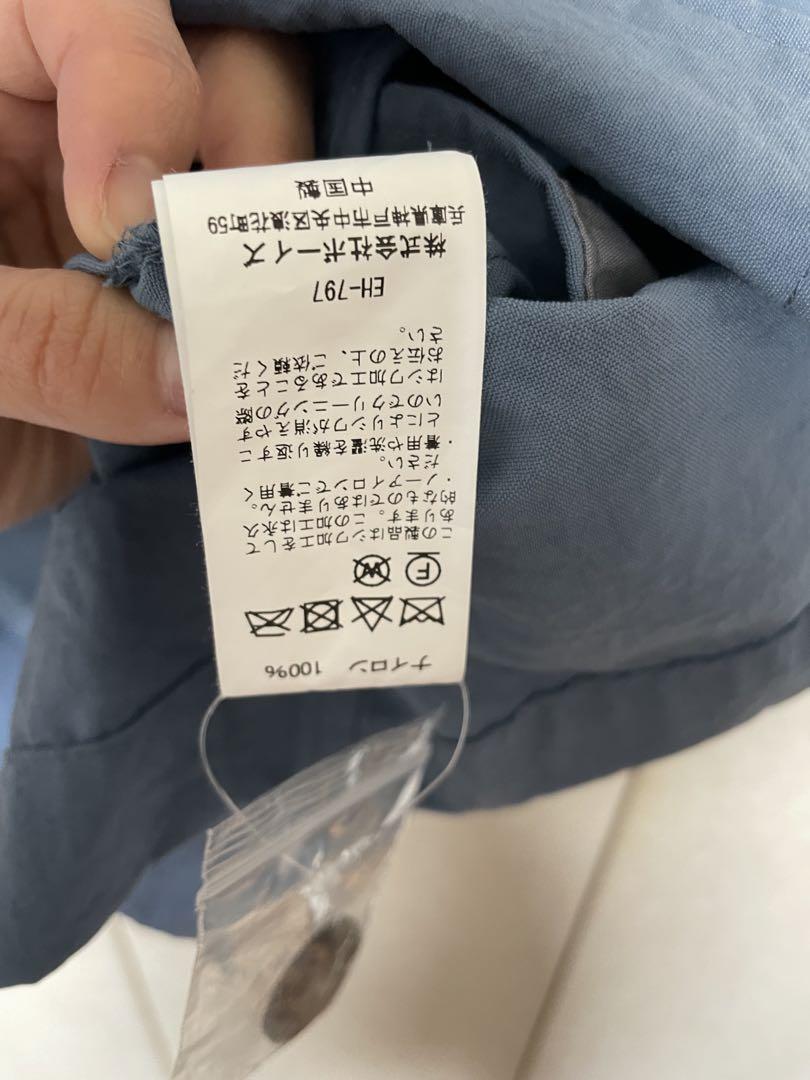 ナイロン 100%
F
W
この製品はシワ加工をして
あります。この加工は永久
的なものではありません。
・ノーアイロンでご着用く
ださい。
・着用や洗濯を繰り返すこ
とによりシワが消えやす
いのでクリーニングの際
はシワ加工であることを
お伝えの上、ご依頼くだ
さい。
EH-797
株式会社ボーイズ
兵庫県神戸市中央区浪花町59
中国製